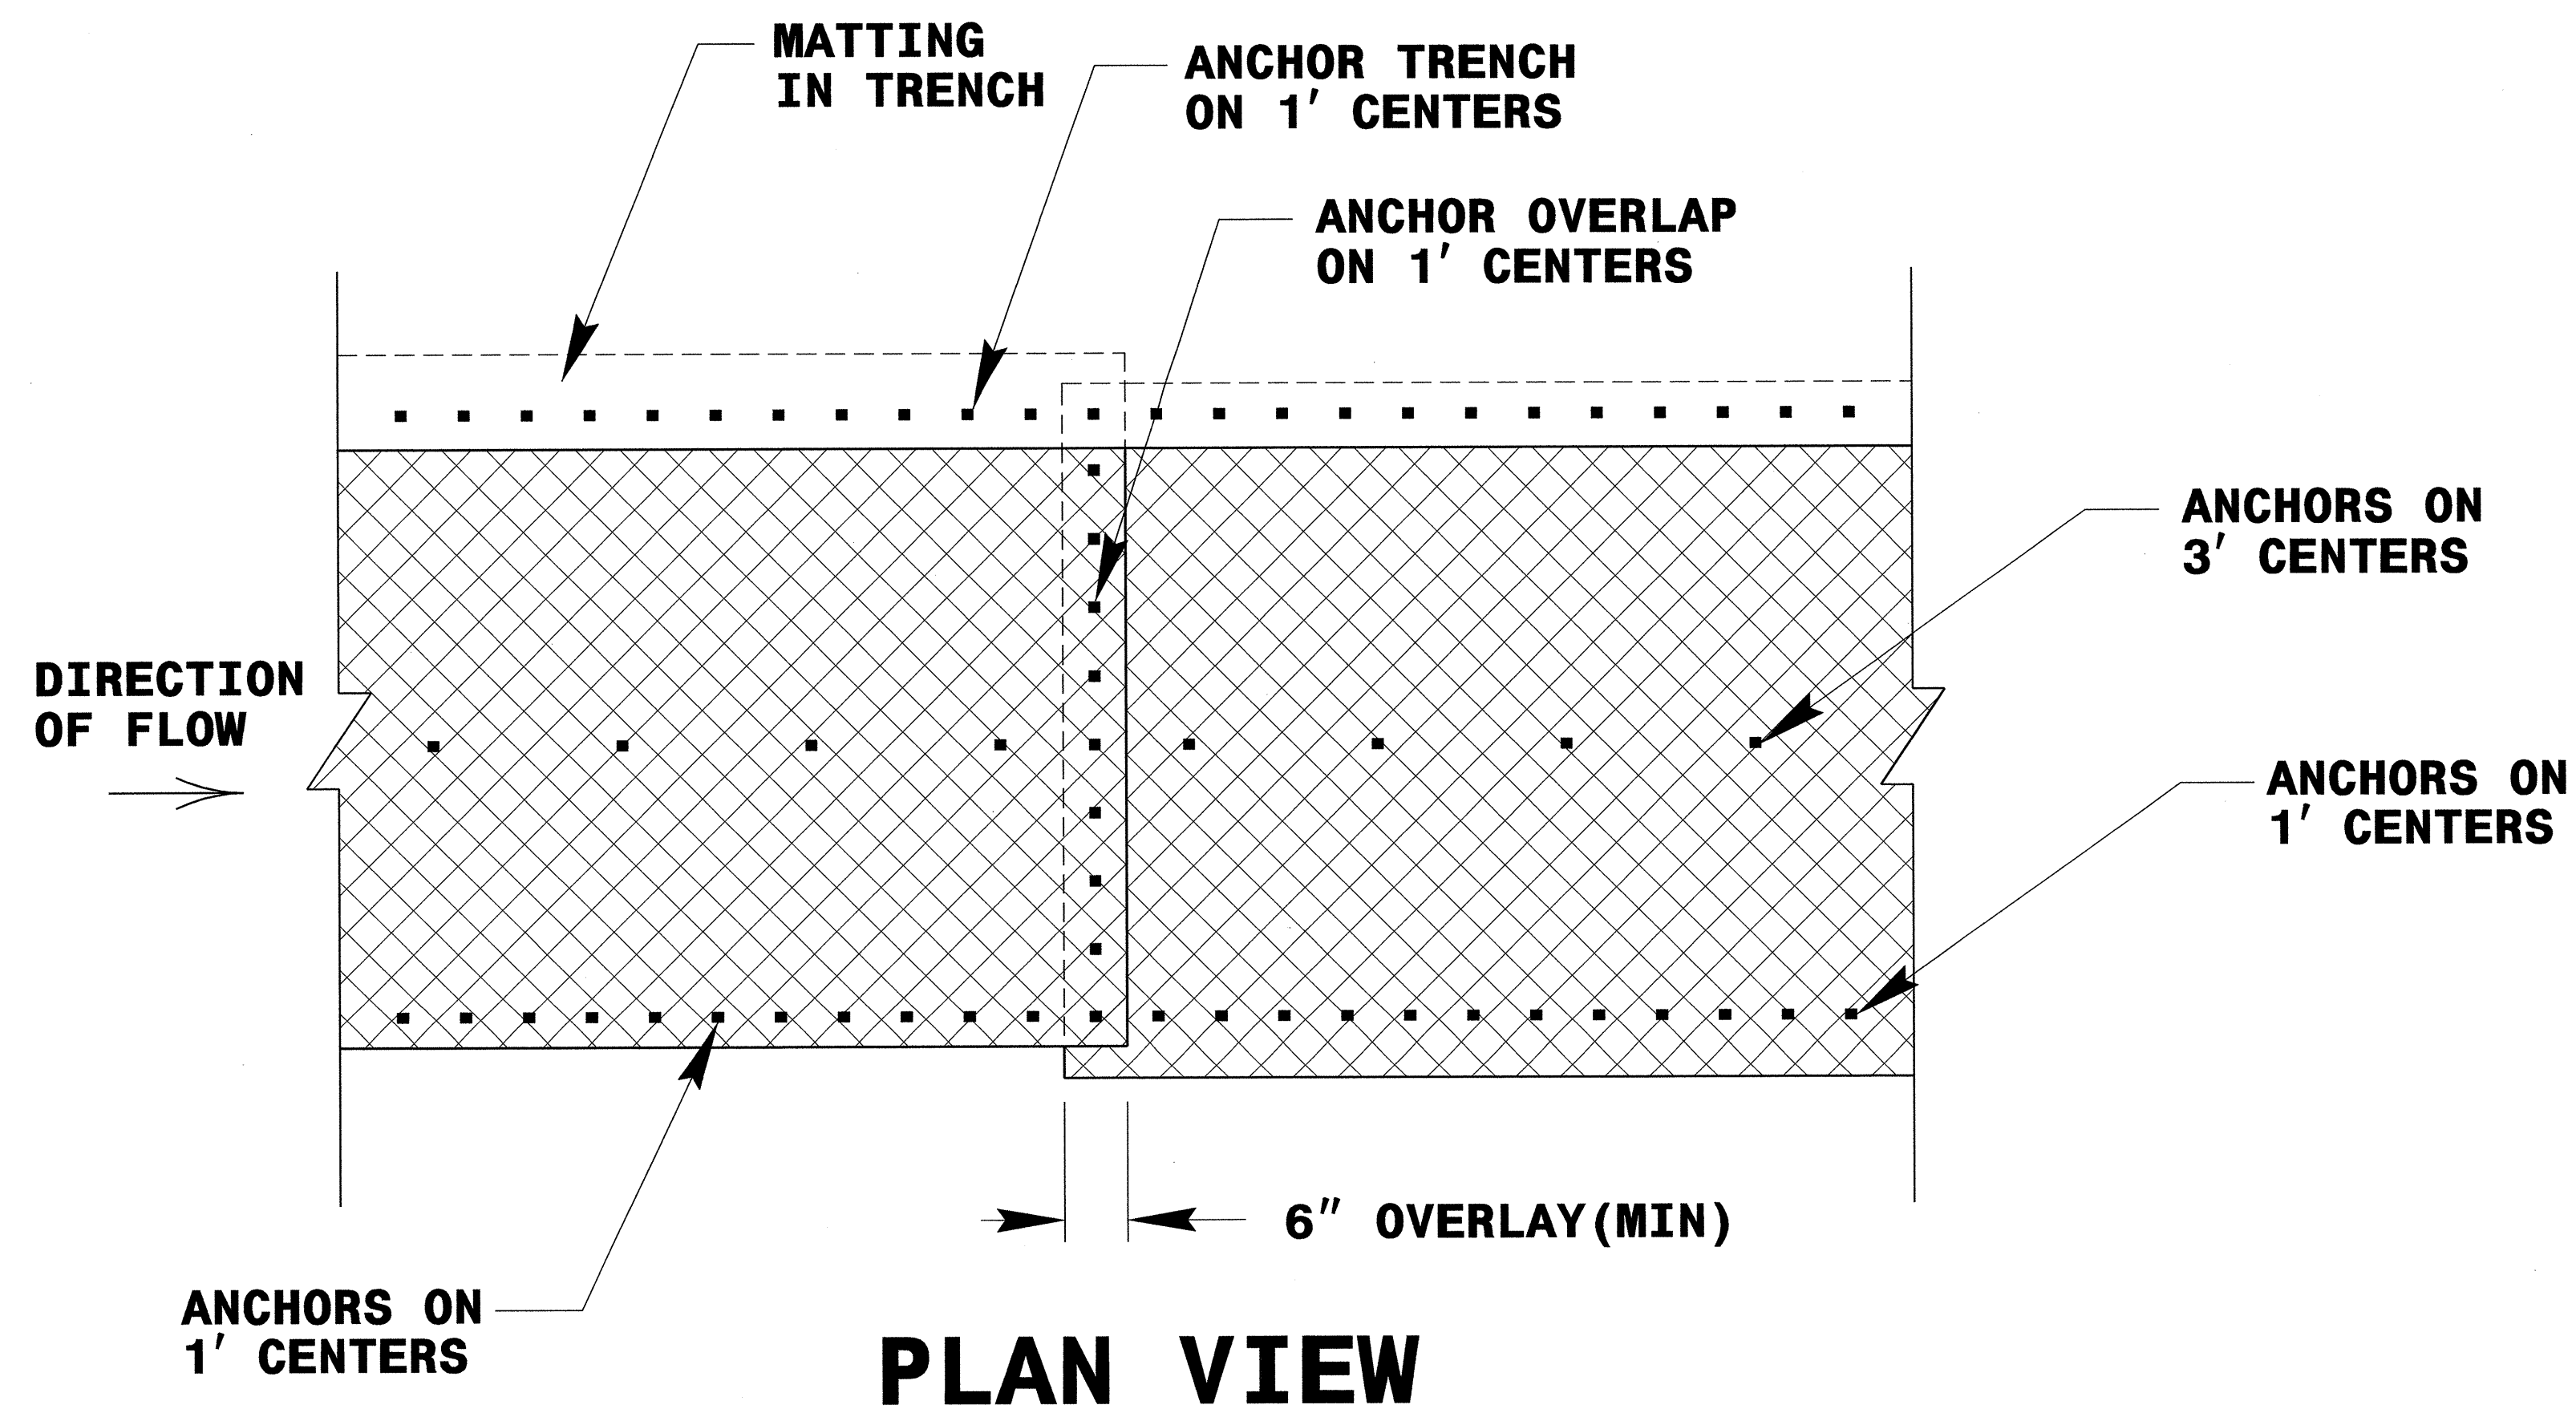 MATTING
IN TRENCH
ANCHOR TRENCH
ON 1' CENTERS
ANCHOR OVERLAP
ON 1' CENTERS
ANCHORS ON
3' CENTERS
DIRECTION
OF FLOW
ANCHORS ON
1' CENTERS
6" OVERLAY(MIN)
ANCHORS ON
1' CENTERS
PLAN VIEW